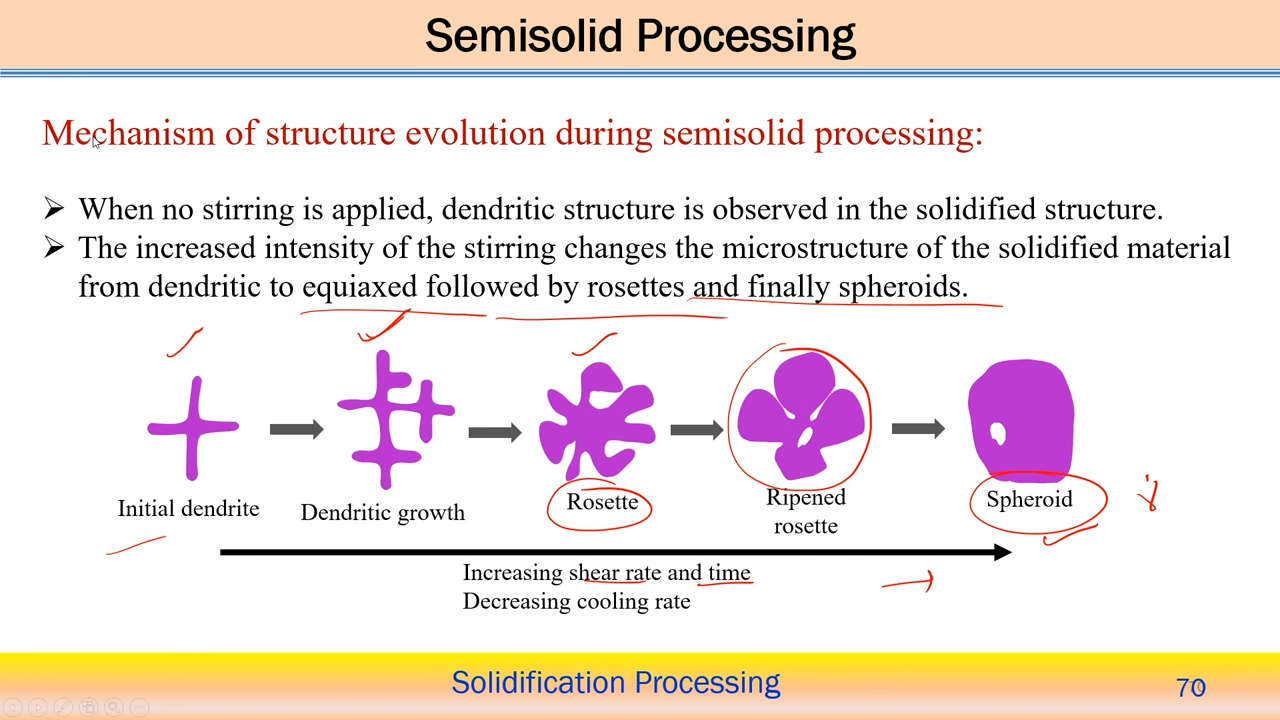 Semisolid Processing
Mechanism of structure evolution during semisolid processing:
➢ When no stirring is applied, dendritic structure is observed in the solidified structure.
➢ The increased intensity of the stirring changes the microstructure of the solidified material
from dendritic to equiaxed followed by rosettes and finally spheroids.
Initial dendrite
Dendritic growth
Rosette
Ripened
rosette
Spheroid
γ̇
Increasing shear rate and time
Decreasing cooling rate
Solidification Processing
70